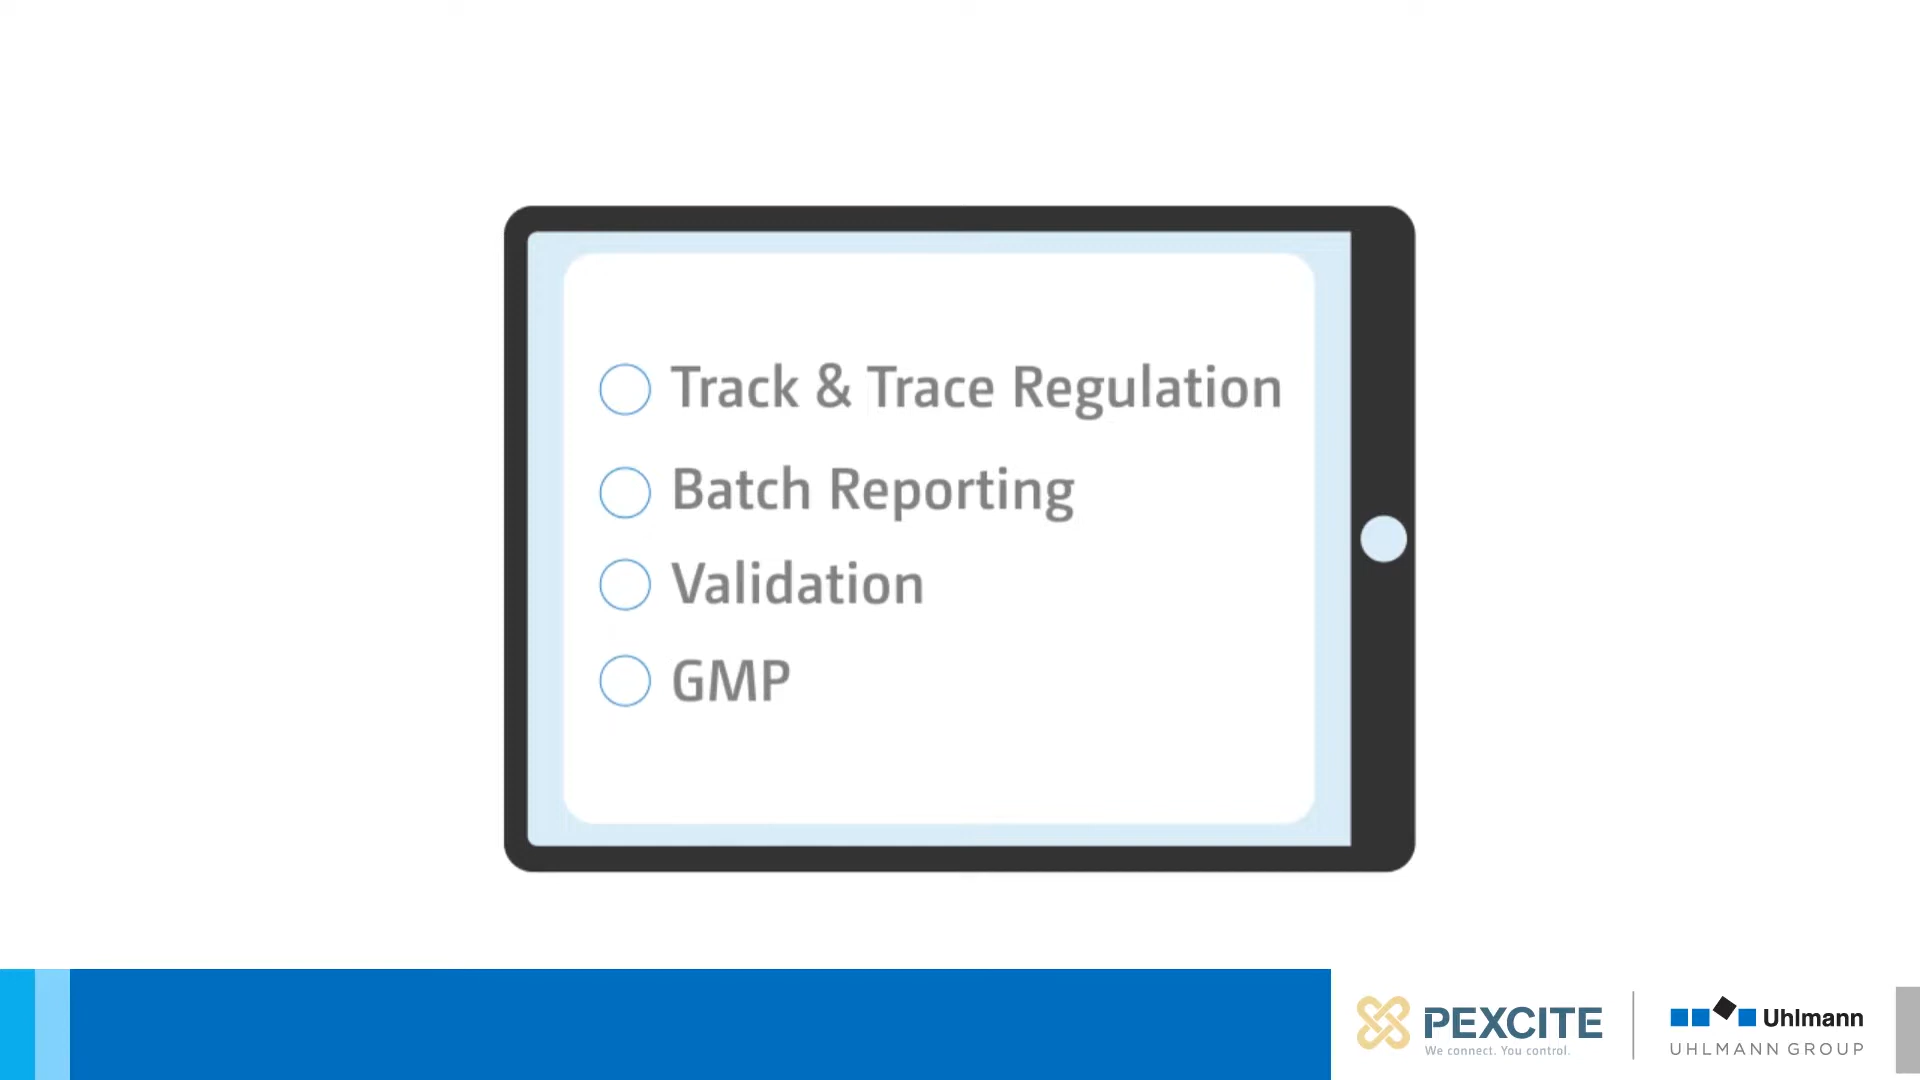 Track & Trace Regulation
Batch Reporting
Validation
GMP
PEXCITE
We connect. You control.
Uhlmann
UHLMANN GROUP